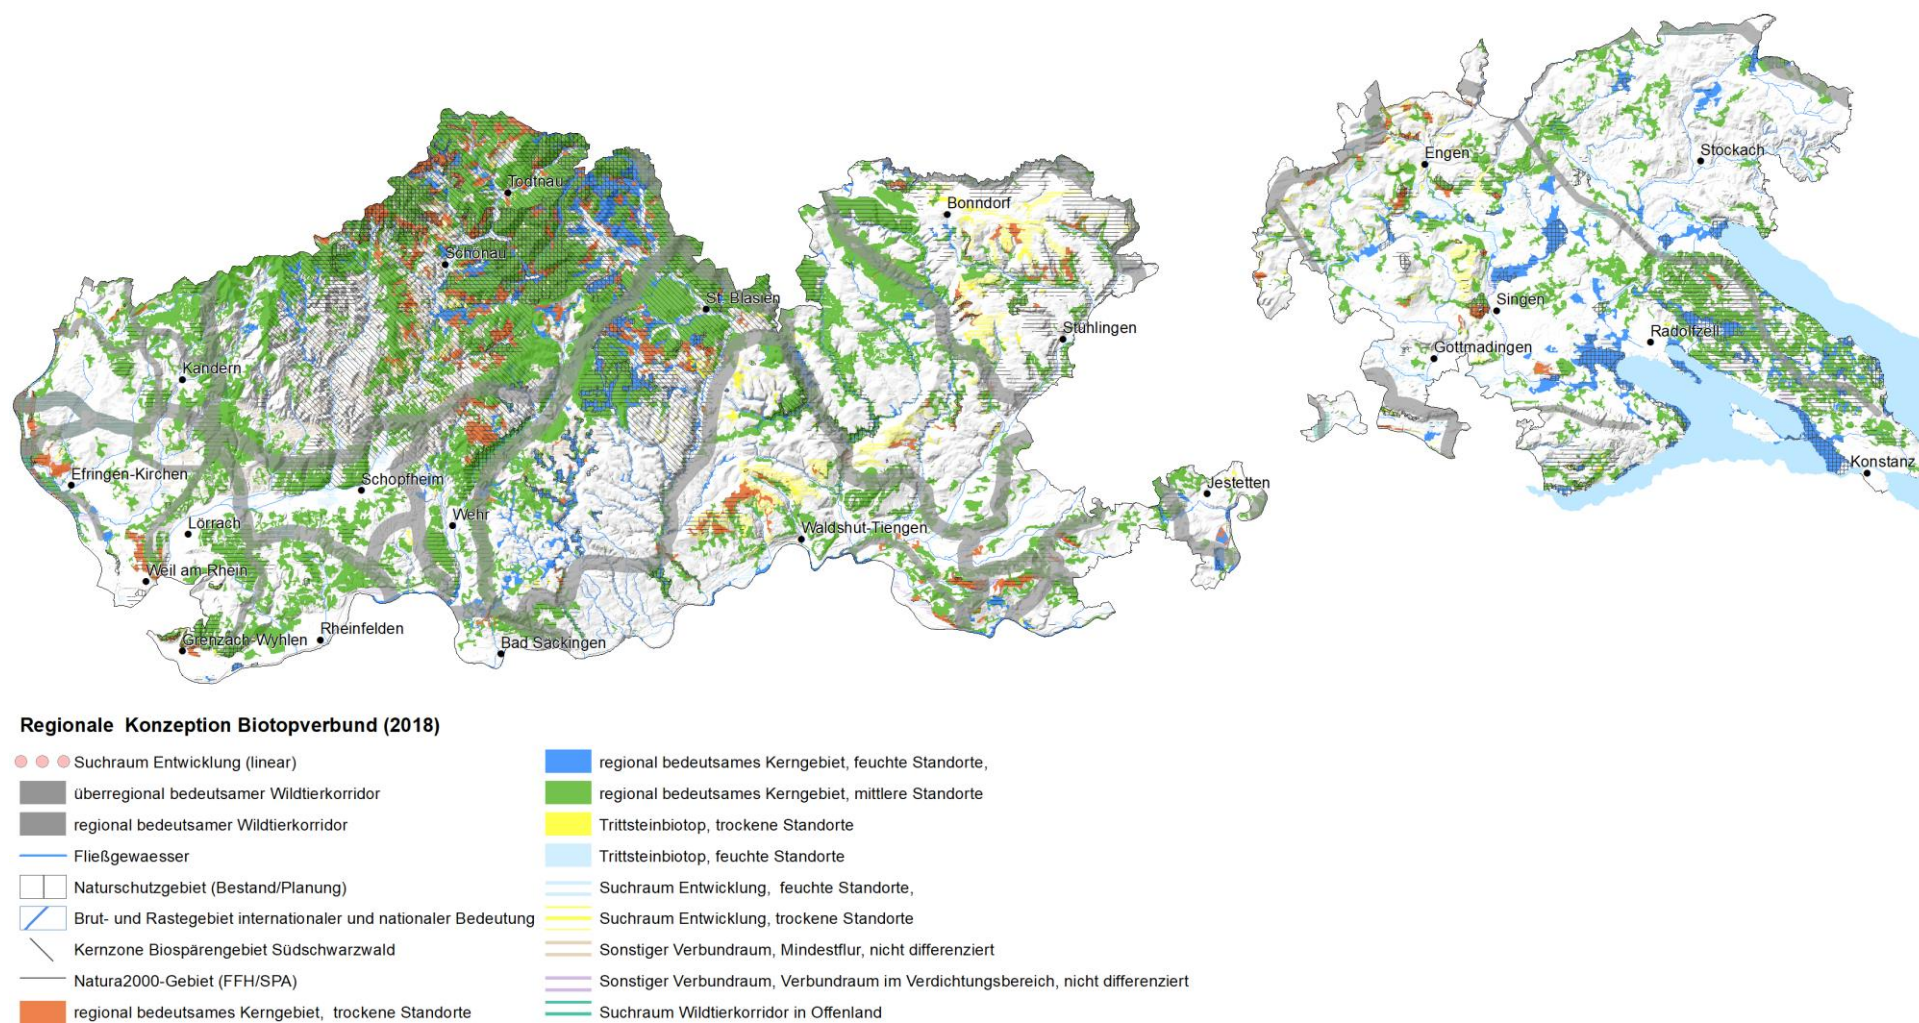 Stockach
Engen
Todtnau
Bonndorf
Schönau
St. Blasien
Singen
Stühlingen
Radolfzell
Gottmadingen
Kandern
Konstanz
Efringen-Kirchen
Schopfheim
Jestetten
Wehr
Lörrach
Waldshut-Tiengen
Weil am Rhein
Rheinfelden
Grenzach-Wyhlen
Bad Säckingen
Regionale Konzeption Biotopverbund (2018)
Suchraum Entwicklung (linear)
überregional bedeutsamer Wildtierkorridor
regional bedeutsamer Wildtierkorridor
Fließgewaesser
Naturschutzgebiet (Bestand/Planung)
Brut- und Rastegebiet internationaler und nationaler Bedeutung
Kernzone Biospärengebiet Südschwarzwald
Natura2000-Gebiet (FFH/SPA)
regional bedeutsames Kerngebiet, trockene Standorte
regional bedeutsames Kerngebiet, feuchte Standorte,
regional bedeutsames Kerngebiet, mittlere Standorte
Trittsteinbiotop, trockene Standorte
Trittsteinbiotop, feuchte Standorte
Suchraum Entwicklung, feuchte Standorte,
Suchraum Entwicklung, trockene Standorte
Sonstiger Verbundraum, Mindestflur, nicht differenziert
Sonstiger Verbundraum, Verbundraum im Verdichtungsbereich, nicht differenziert
Suchraum Wildtierkorridor in Offenland